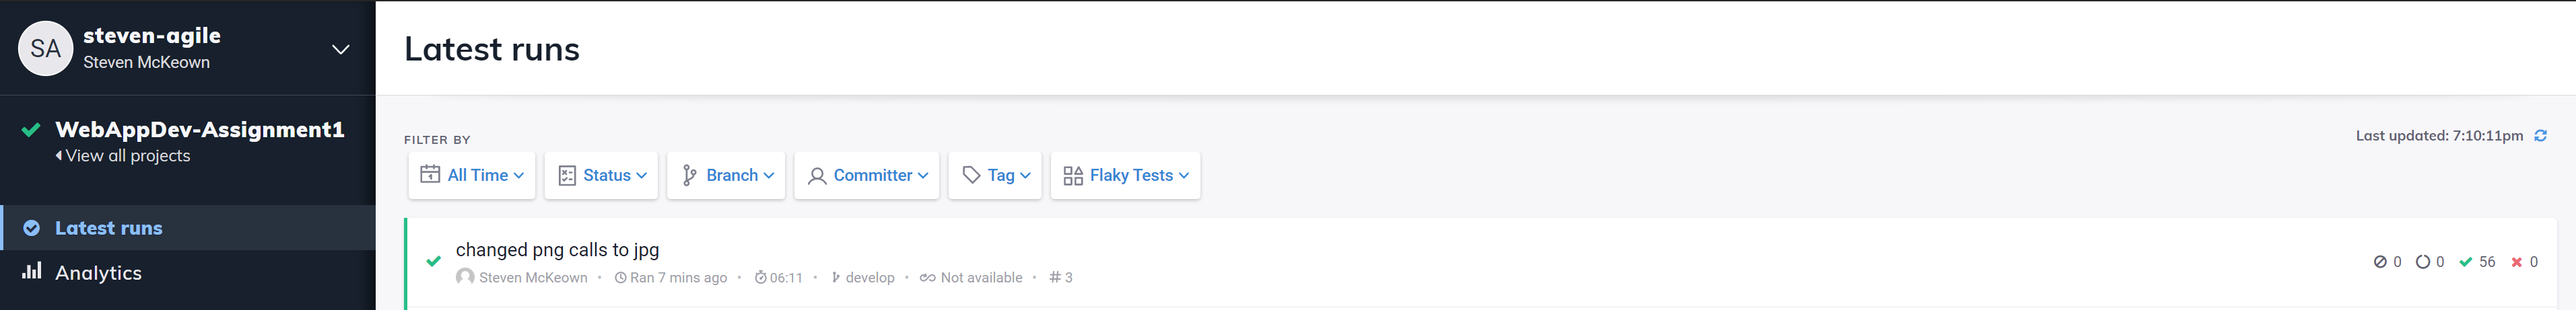 SA
steven-agile
Steven McKeown
WebAppDev-Assignment1
View all projects
Latest runs
Analytics
Latest runs
FILTER BY
Last updated: 7:10:11pm
1 All Time Status Branch Committer Tag Flaky Tests
changed png calls to jpg
Steven McKeown • Ran 7 mins ago • 06:11 • develop • Not available • # 3
0 0 56 0